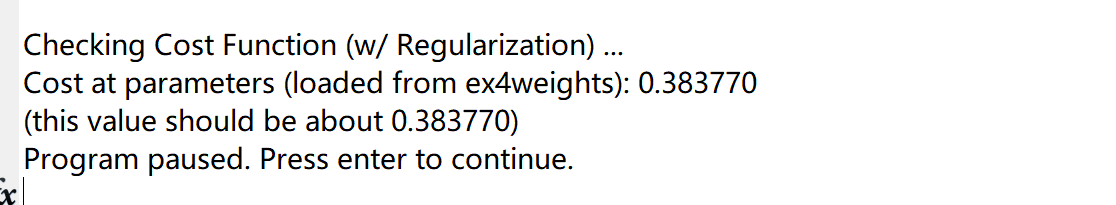 Checking Cost Function (w/ Regularization) ...
Cost at parameters (loaded from ex4weights): 0.383770
(this value should be about 0.383770)
Program paused. Press enter to continue.
fx